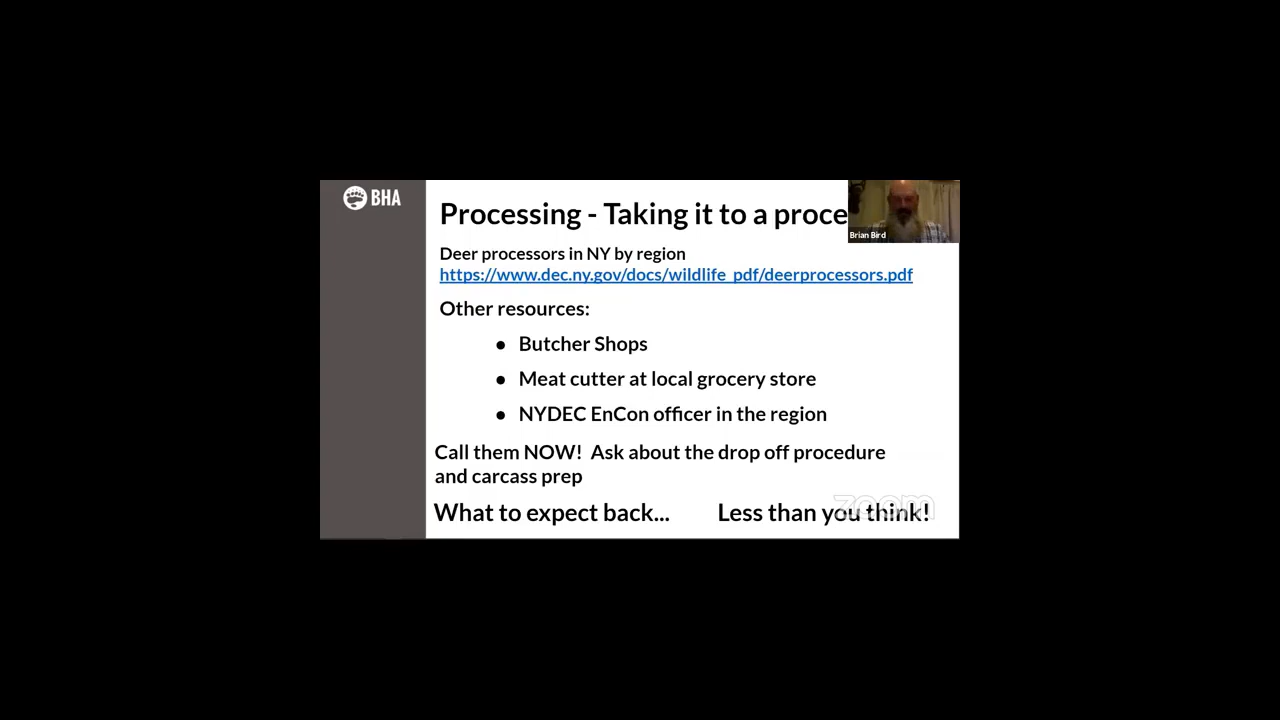 BHA
Processing - Taking it to a proce
Brian Bird
Deer processors in NY by region
https://www.dec.ny.gov/docs/wildlife_pdf/deerprocessors.pdf
Other resources:
● Butcher Shops
● Meat cutter at local grocery store
● NYDEC EnCon officer in the region
Call them NOW!  Ask about the drop off procedure
and carcass prep
What to expect back... Less than you think!
zoom